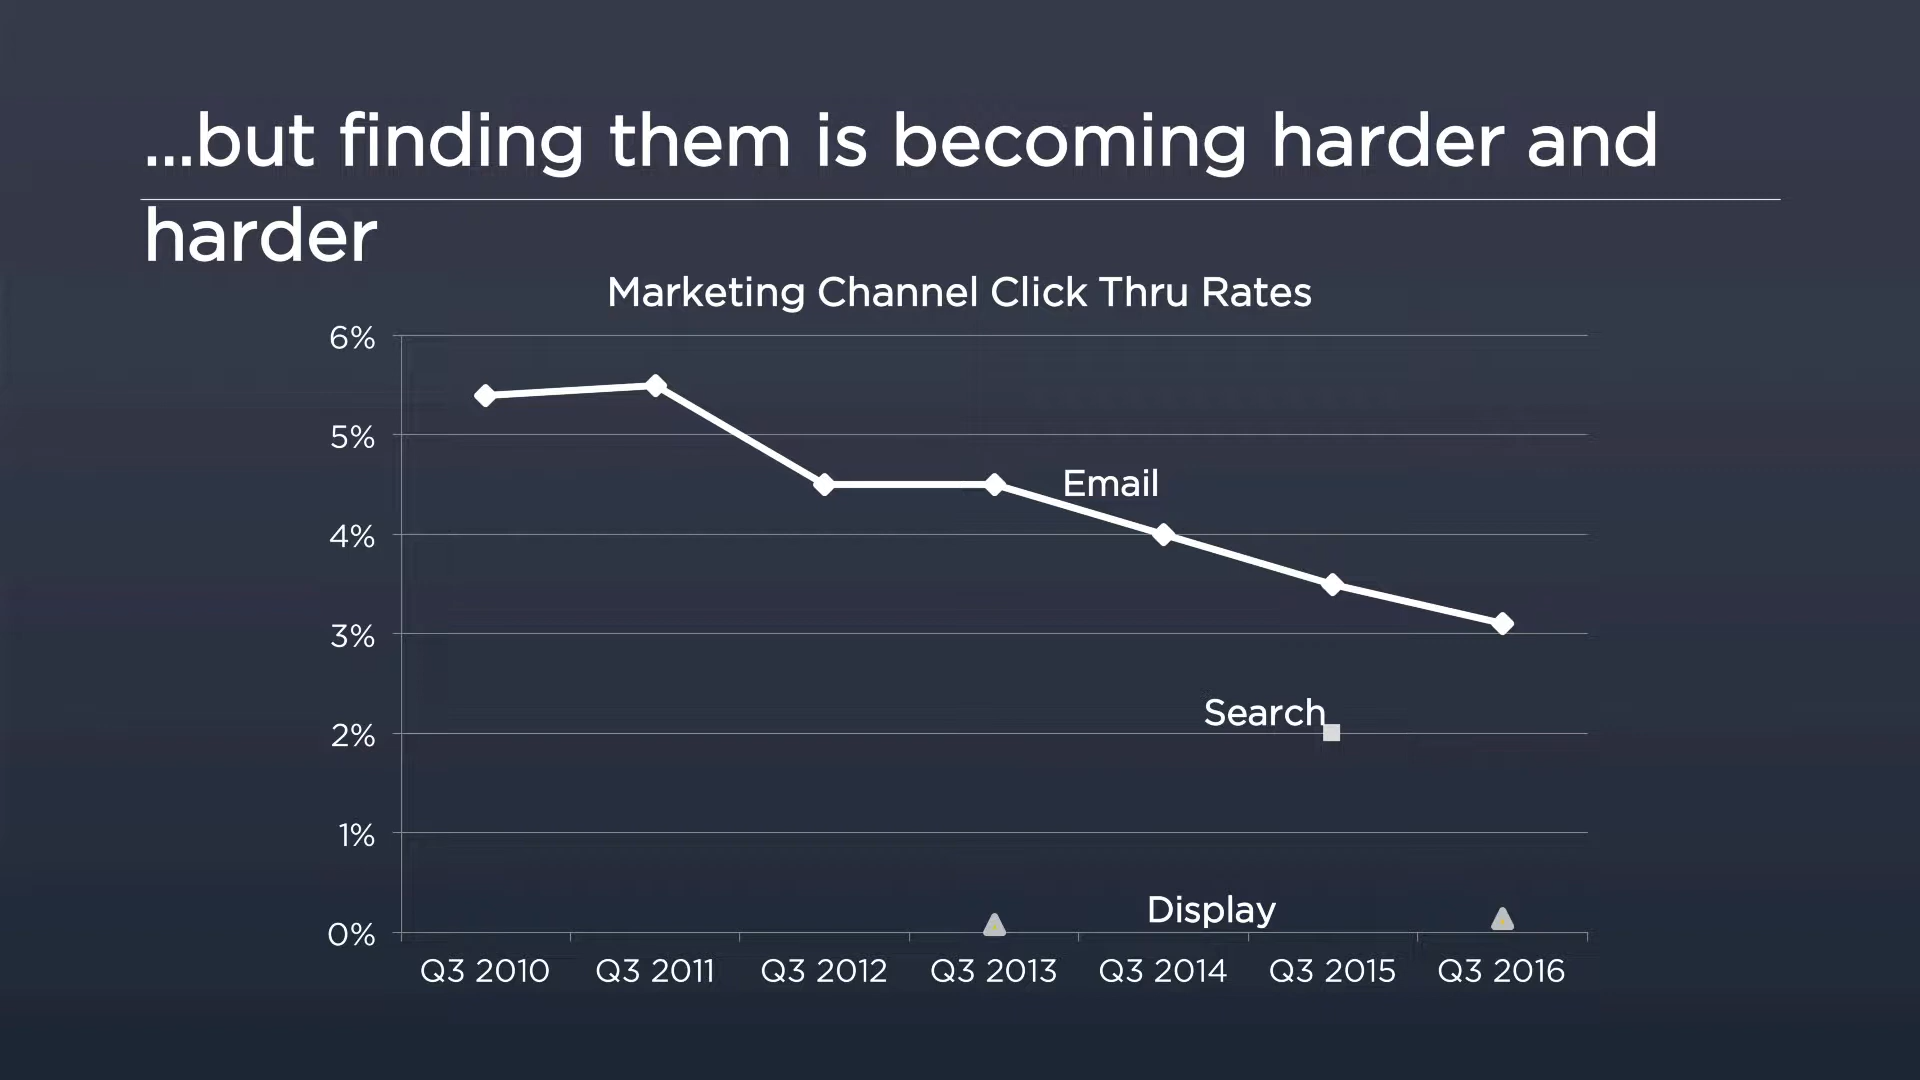 ...but finding them is becoming harder and
harder
Marketing Channel Click Thru Rates
6%
5%
Email
4%
3%
Search
2%
1%
Display
0%
Q3 2010 Q3 2011 Q3 2012 Q3 2013 Q3 2014 Q3 2015 Q3 2016